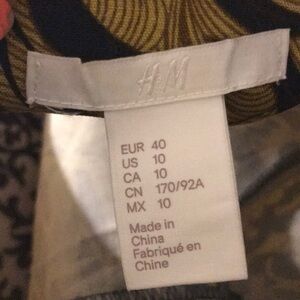 H&M
EUR 40
US 10
CA 10
CN 170/92A
MX 10
Made in
China
Fabriqué en
Chine